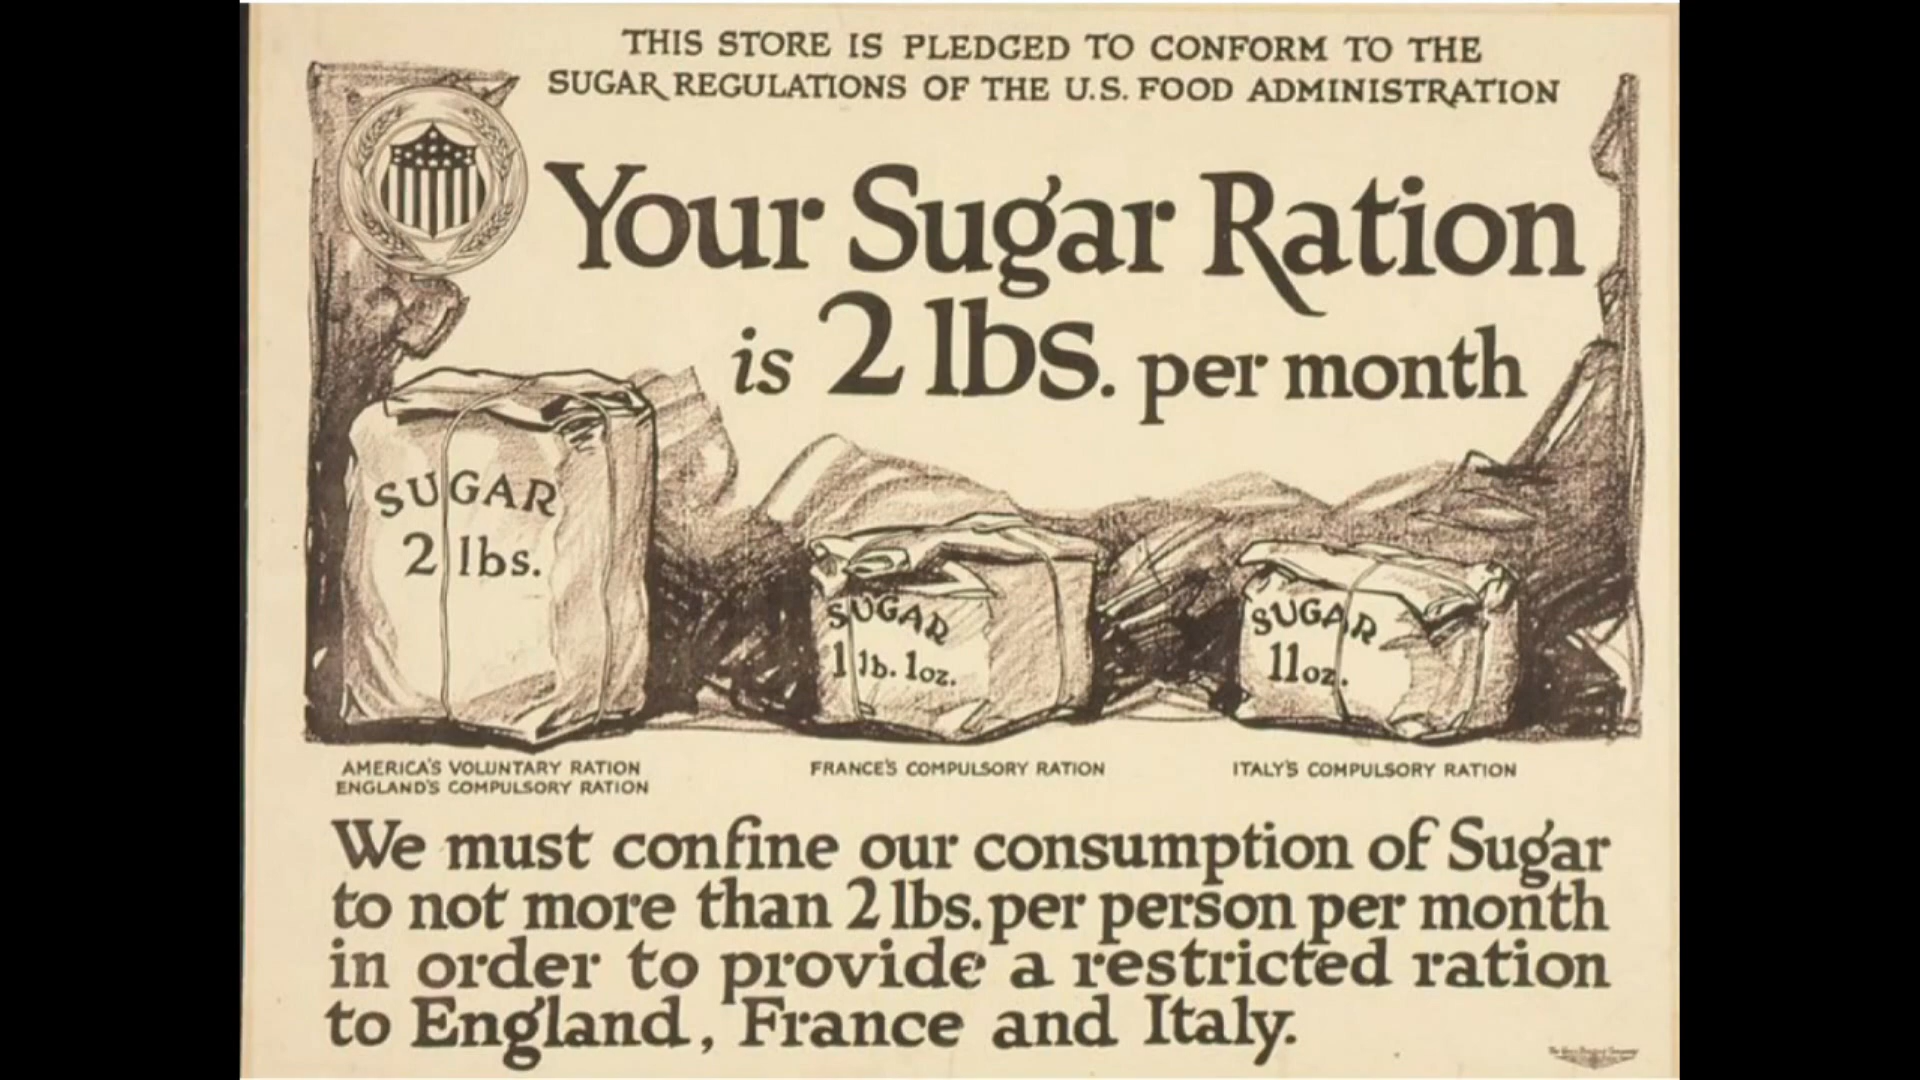 THIS STORE IS PLEDGED TO CONFORM TO THE
SUGAR REGULATIONS OF THE U.S. FOOD ADMINISTRATION
Your Sugar Ration
is 2 lbs. per month
SUGAR
2 lbs.
SUGAR
1 lb. 1oz.
SUGAR
11oz.
AMERICA'S VOLUNTARY RATION
ENGLAND'S COMPULSORY RATION
FRANCE'S COMPULSORY RATION
ITALY'S COMPULSORY RATION
We must confine our consumption of Sugar
to not more than 2 lbs. per person per month
in order to provide a restricted ration
to England, France and Italy.